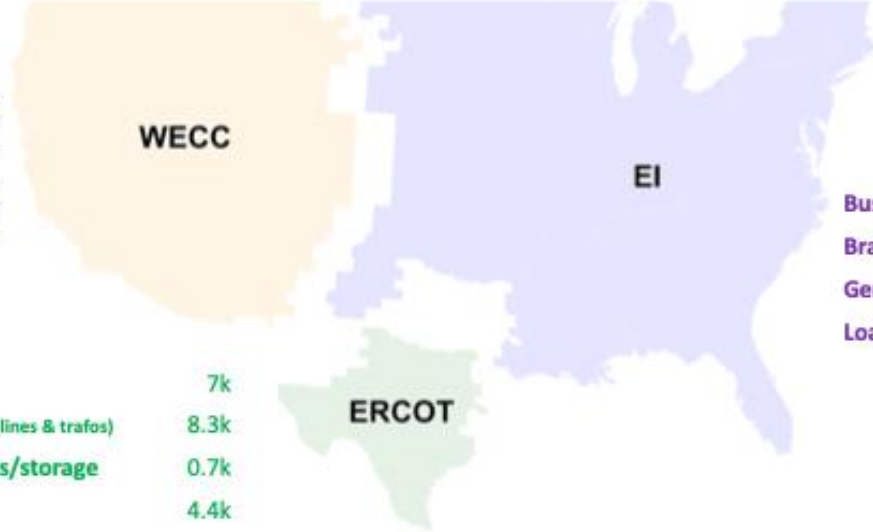 WECC
EI
Bus
Bra
Ge
Loa
7k
ERCOT
lines & trafos) 8.3k
s/storage 0.7k
4.4k